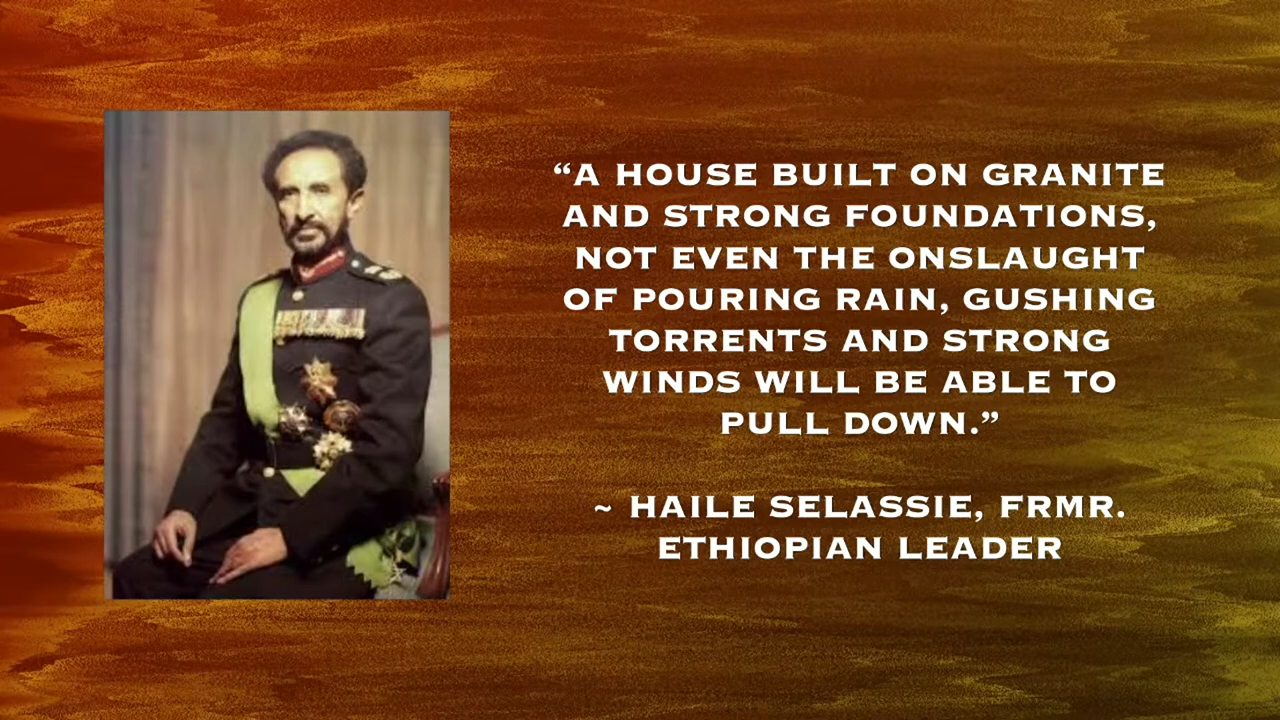 “A HOUSE BUILT ON GRANITE
AND STRONG FOUNDATIONS,
NOT EVEN THE ONSLAUGHT
OF POURING RAIN, GUSHING
TORRENTS AND STRONG
WINDS WILL BE ABLE TO
PULL DOWN.”
~ HAILE SELASSIE, FRMR.
ETHIOPIAN LEADER